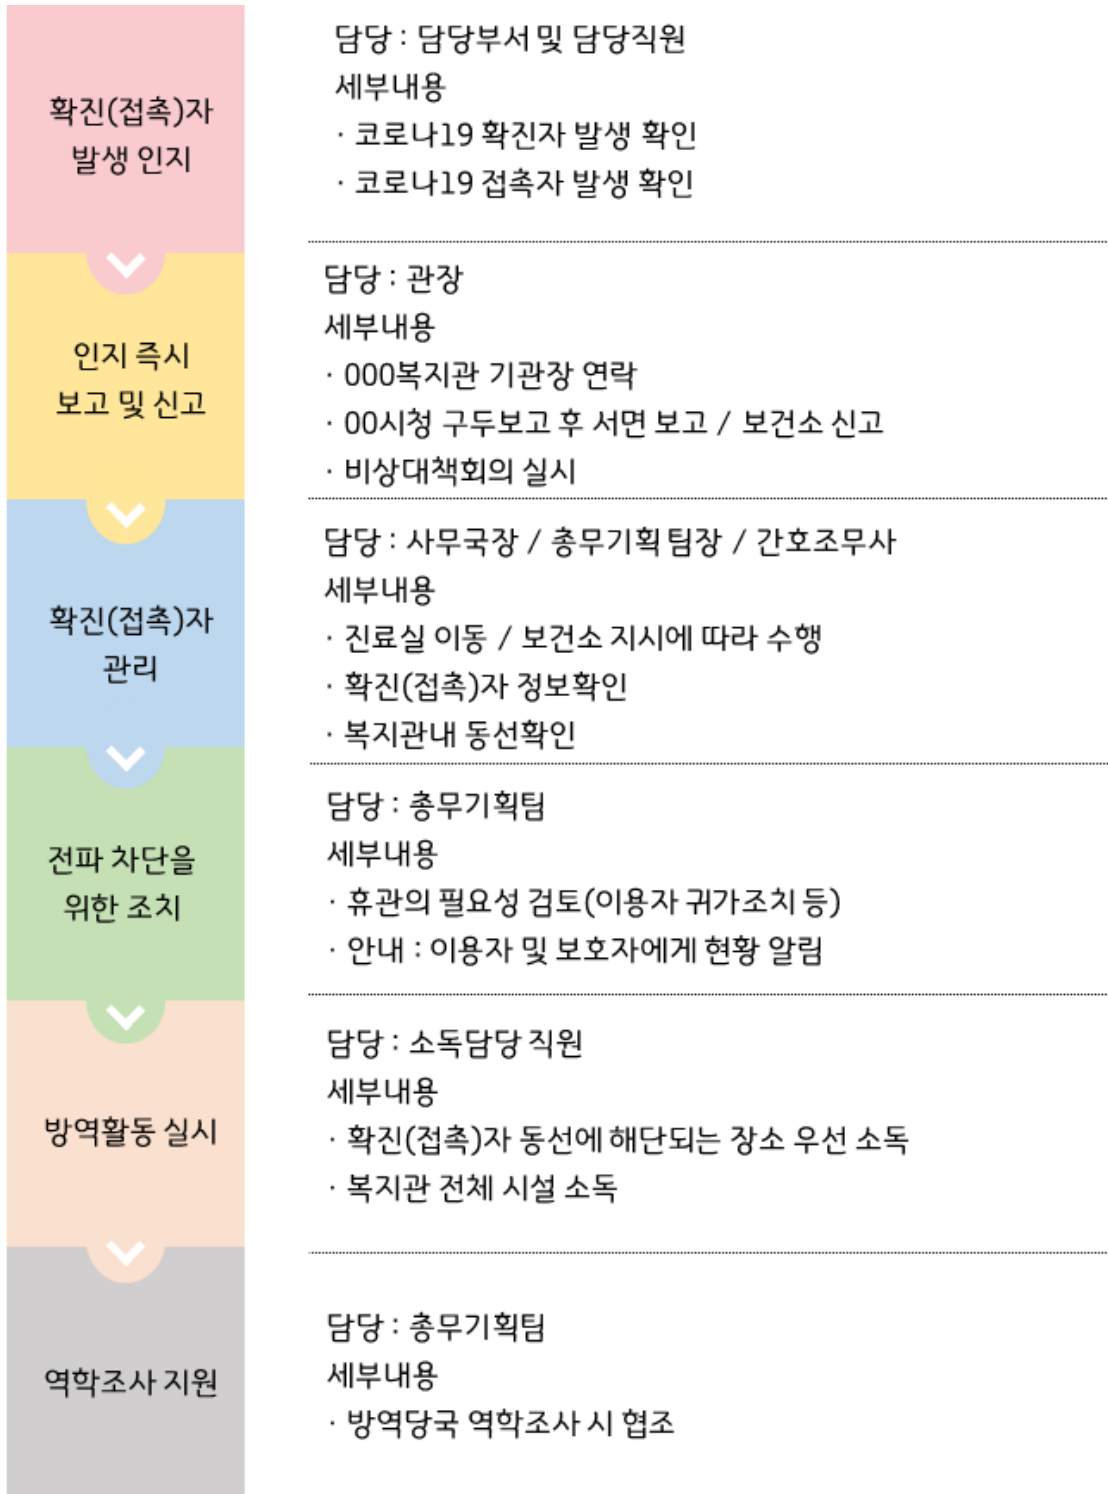 확진(접촉)자
발생 인지
담당 : 담당부서 및 담당직원
세부내용
· 코로나19 확진자 발생 확인
· 코로나19 접촉자 발생 확인
인지 즉시
보고 및 신고
담당 : 관장
세부내용
· 000복지관 기관장 연락
· 00시청 구두보고 후 서면 보고 / 보건소 신고
· 비상대책회의 실시
확진(접촉)자
관리
담당 : 사무국장 / 총무기획팀장 / 간호조무사
세부내용
· 진료실 이동 / 보건소 지시에 따라 수행
· 확진(접촉)자 정보확인
· 복지관내 동선확인
전파 차단을
위한 조치
담당 : 총무기획팀
세부내용
· 휴관의 필요성 검토(이용자 귀가조치 등)
· 안내 : 이용자 및 보호자에게 현황 알림
방역활동 실시
담당 : 소독담당 직원
세부내용
· 확진(접촉)자 동선에 해단되는 장소 우선 소독
· 복지관 전체 시설 소독
역학조사 지원
담당 : 총무기획팀
세부내용
· 방역당국 역학조사 시 협조